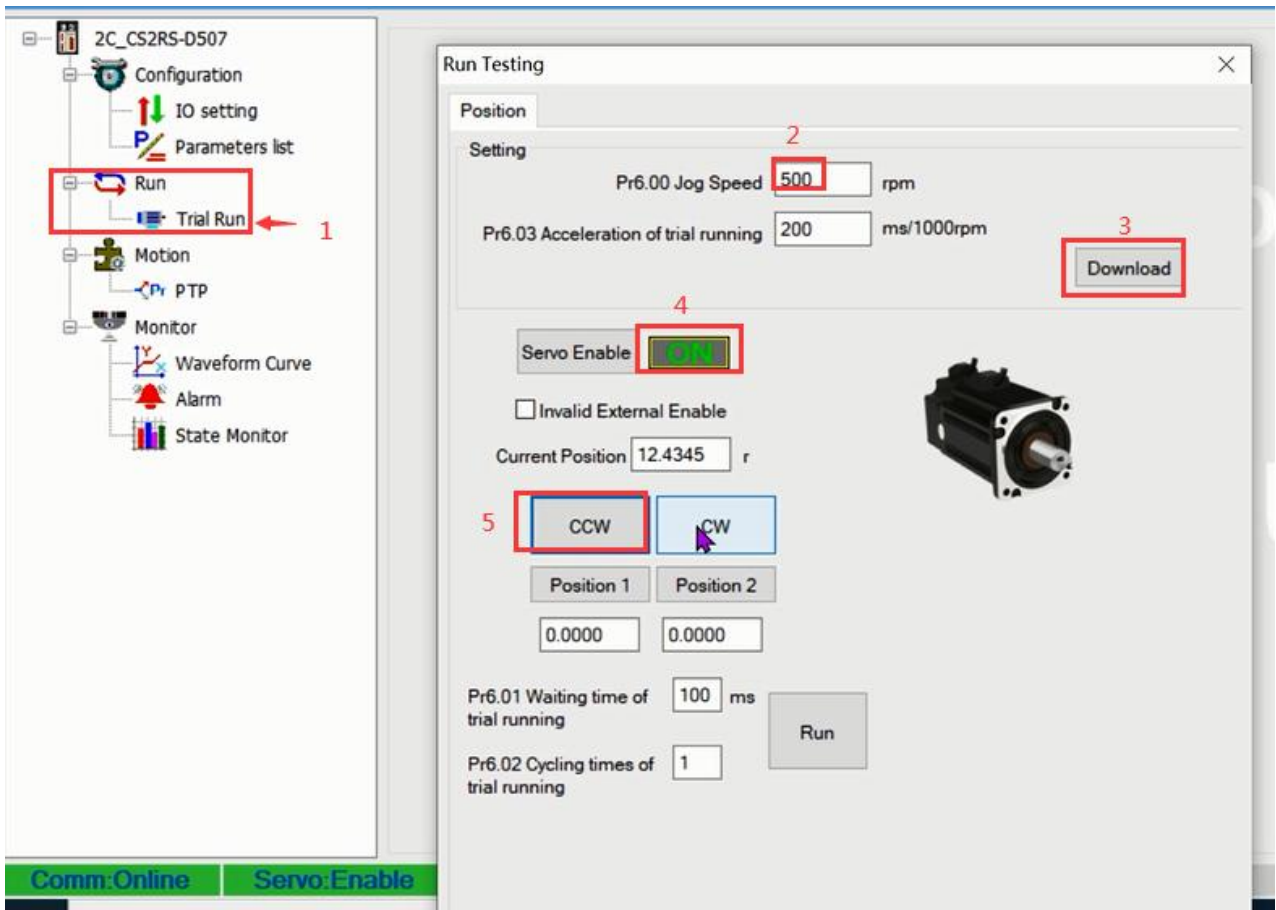 2C_CS2RS-D507
Configuration
IO setting
Parameters list
Run
Trial Run
1
Motion
PTP
Monitor
Waveform Curve
Alarm
State Monitor
Run Testing
Position
Setting
2
Pr6.00 Jog Speed 500 rpm
Pr6.03 Acceleration of trial running 200 ms/1000rpm
3
Download
4
Servo Enable ON
Invalid External Enable
Current Position 12.4345 r
5 CCW CW
Position 1 Position 2
0.0000 0.0000
Pr6.01 Waiting time of 100 ms
trial running
Run
Pr6.02 Cycling times of 1
trial running
Comm:Online Servo:Enable